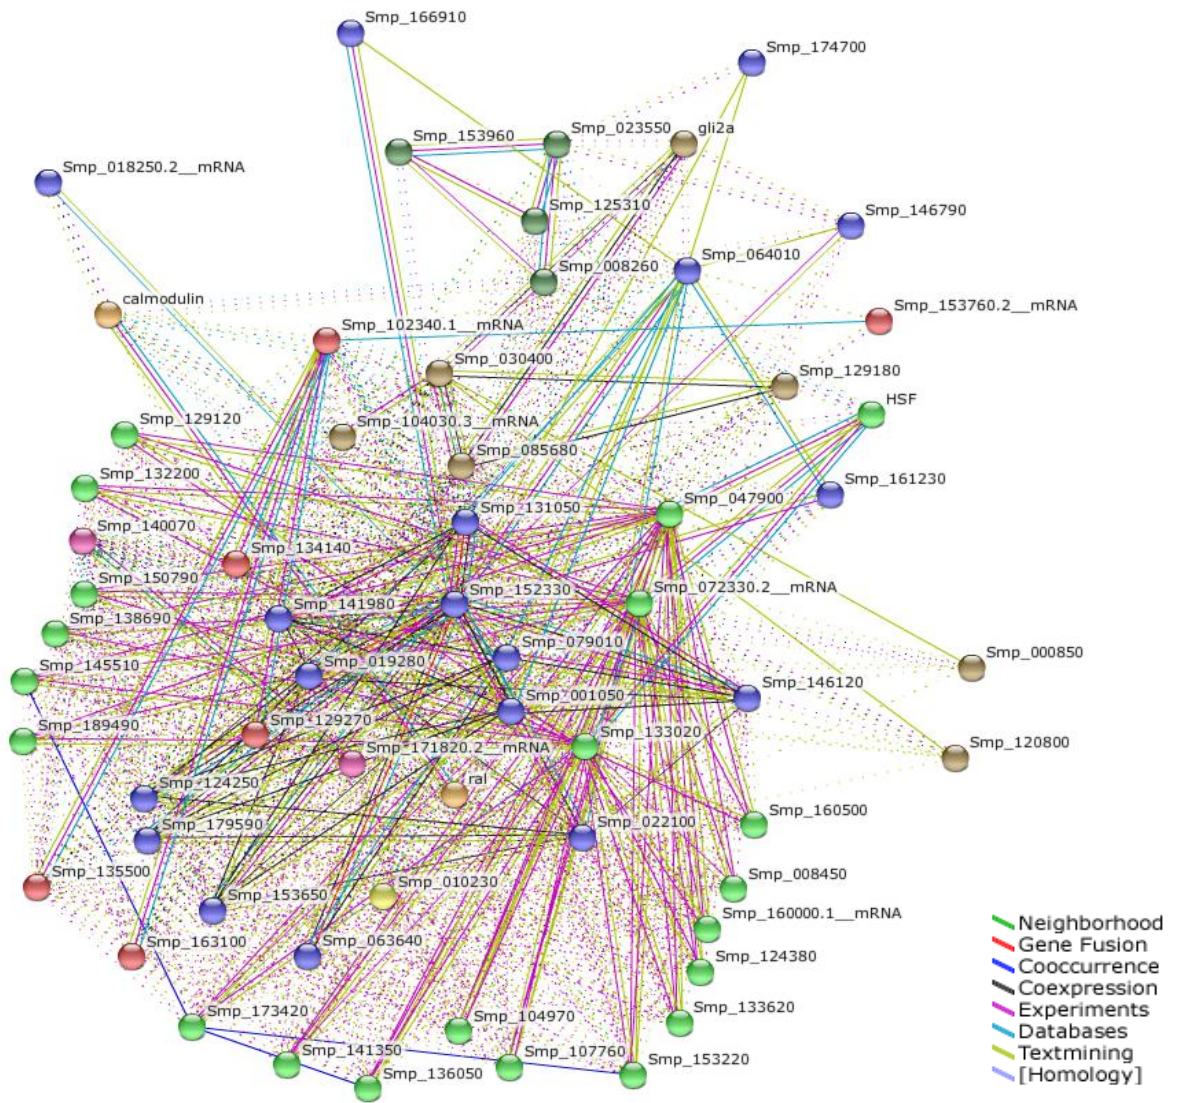 Smp_166910
Smp_174700
Smp_153960
Smp_023550
gli2a
Smp_018250.2__mRNA
Smp_125310
Smp_146790
Smp_064010
Smp_008260
calmodulin
Smp_153760.2__mRNA
Smp_102340.1__mRNA
Smp_030400
Smp_129180
HSF
Smp_129120
Smp_104030.3__mRNA
Smp_085680
Smp_132200
Smp_161230
Smp_047900
Smp_131050
Smp_140070
Smp_134140
Smp_150790
Smp_072330.2__mRNA
Smp_152330
Smp_141980
Smp_138690
Smp_079010
Smp_000850
Smp_019280
Smp_145510
Smp_146120
Smp_001050
Smp_129270
Smp_189490
Smp_133020
Smp_120800
Smp_171820.2__mRNA
ral
Smp_124250
Smp_160500
Smp_179590
Smp_022100
Smp_135500
Smp_008450
Smp_010230
Smp_153650
Smp_160000.1__mRNA
Smp_163100
Smp_063640
Smp_124380
Smp_173420
Smp_104970
Smp_133620
Smp_141350
Smp_107760
Smp_153220
Smp_136050
Neighborhood
Gene Fusion
Cooccurrence
Coexpression
Experiments
Databases
Textmining
[Homology]